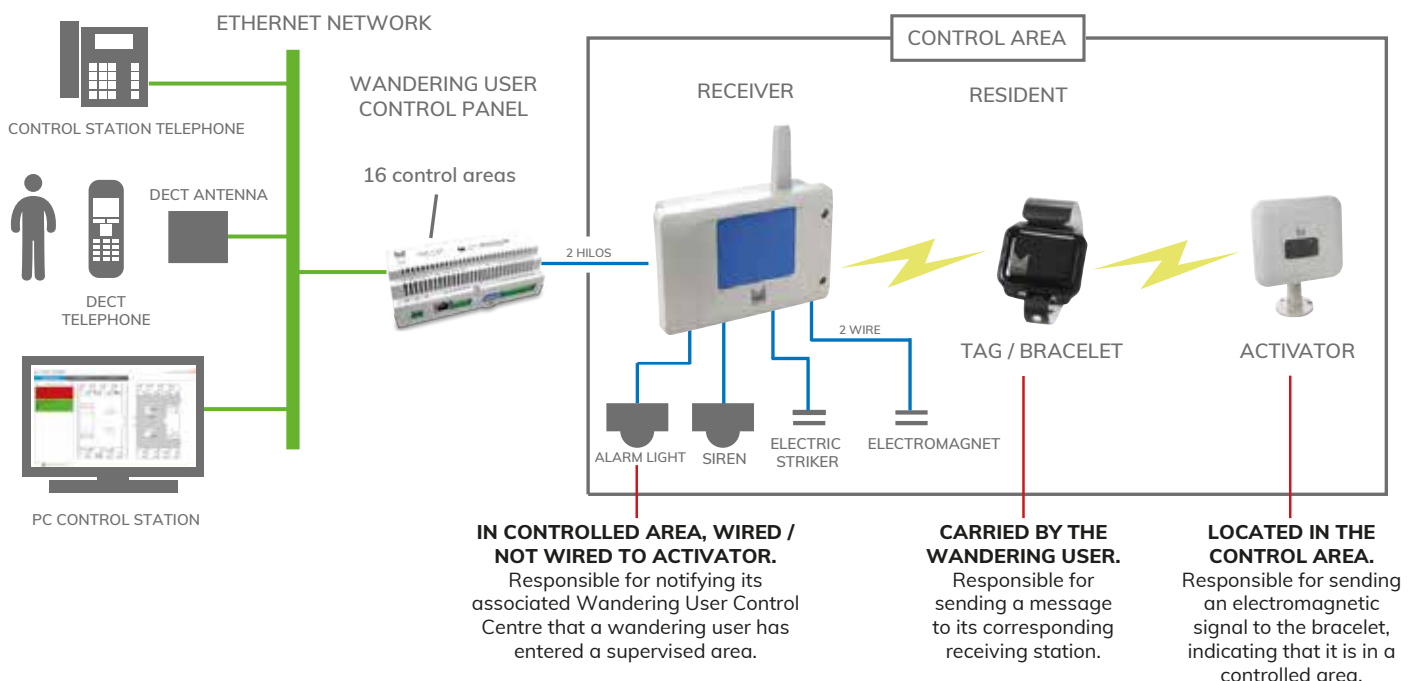 ETHERNET NETWORK
CONTROL STATION TELEPHONE
DECT ANTENNA
DECT
TELEPHONE
PC CONTROL STATION
WANDERING USER
CONTROL PANEL
16 control areas
2 HILOS
CONTROL AREA
RECEIVER
RESIDENT
2 WIRE
TAG / BRACELET
ACTIVATOR
ALARM LIGHT
SIREN
ELECTRIC
STRIKER
ELECTROMAGNET
IN CONTROLLED AREA, WIRED /
NOT WIRED TO ACTIVATOR.
Responsible for notifying its
associated Wandering User Control
Centre that a wandering user has
entered a supervised area.
CARRIED BY THE
WANDERING USER.
Responsible for
sending a message
to its corresponding
receiving station.
LOCATED IN THE
CONTROL AREA.
Responsible for sending
an electromagnetic
signal to the bracelet,
indicating that it is in a
controlled area.